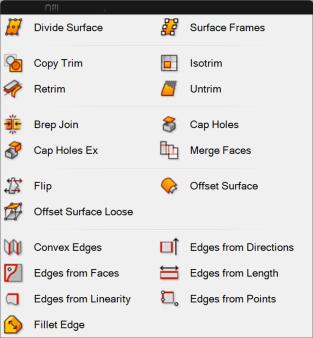 Divide Surface
Surface Frames
Copy Trim
Isotrim
Retrim
Untrim
Brep Join
Cap Holes
Cap Holes Ex
Merge Faces
Flip
Offset Surface
Offset Surface Loose
Convex Edges
Edges from Directions
Edges from Faces
Edges from Length
Edges from Linearity
Edges from Points
Fillet Edge